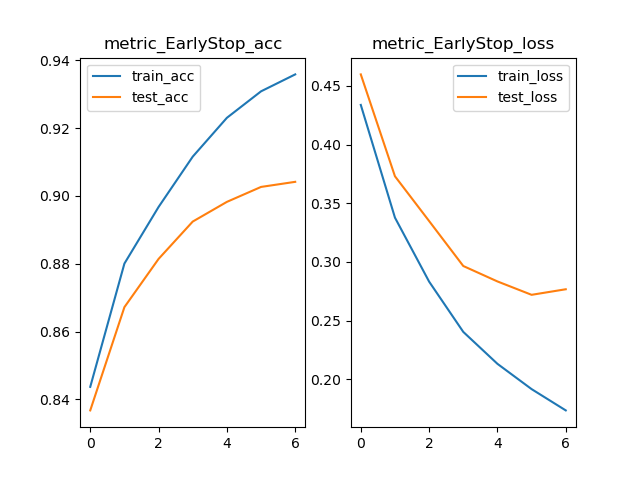 metric_EarlyStop_acc
train_acc
test_acc
0.94
0.92
0.90
0.88
0.86
0.84
0 2 4 6
metric_EarlyStop_loss
train_loss
test_loss
0.45
0.40
0.35
0.30
0.25
0.20
0 2 4 6